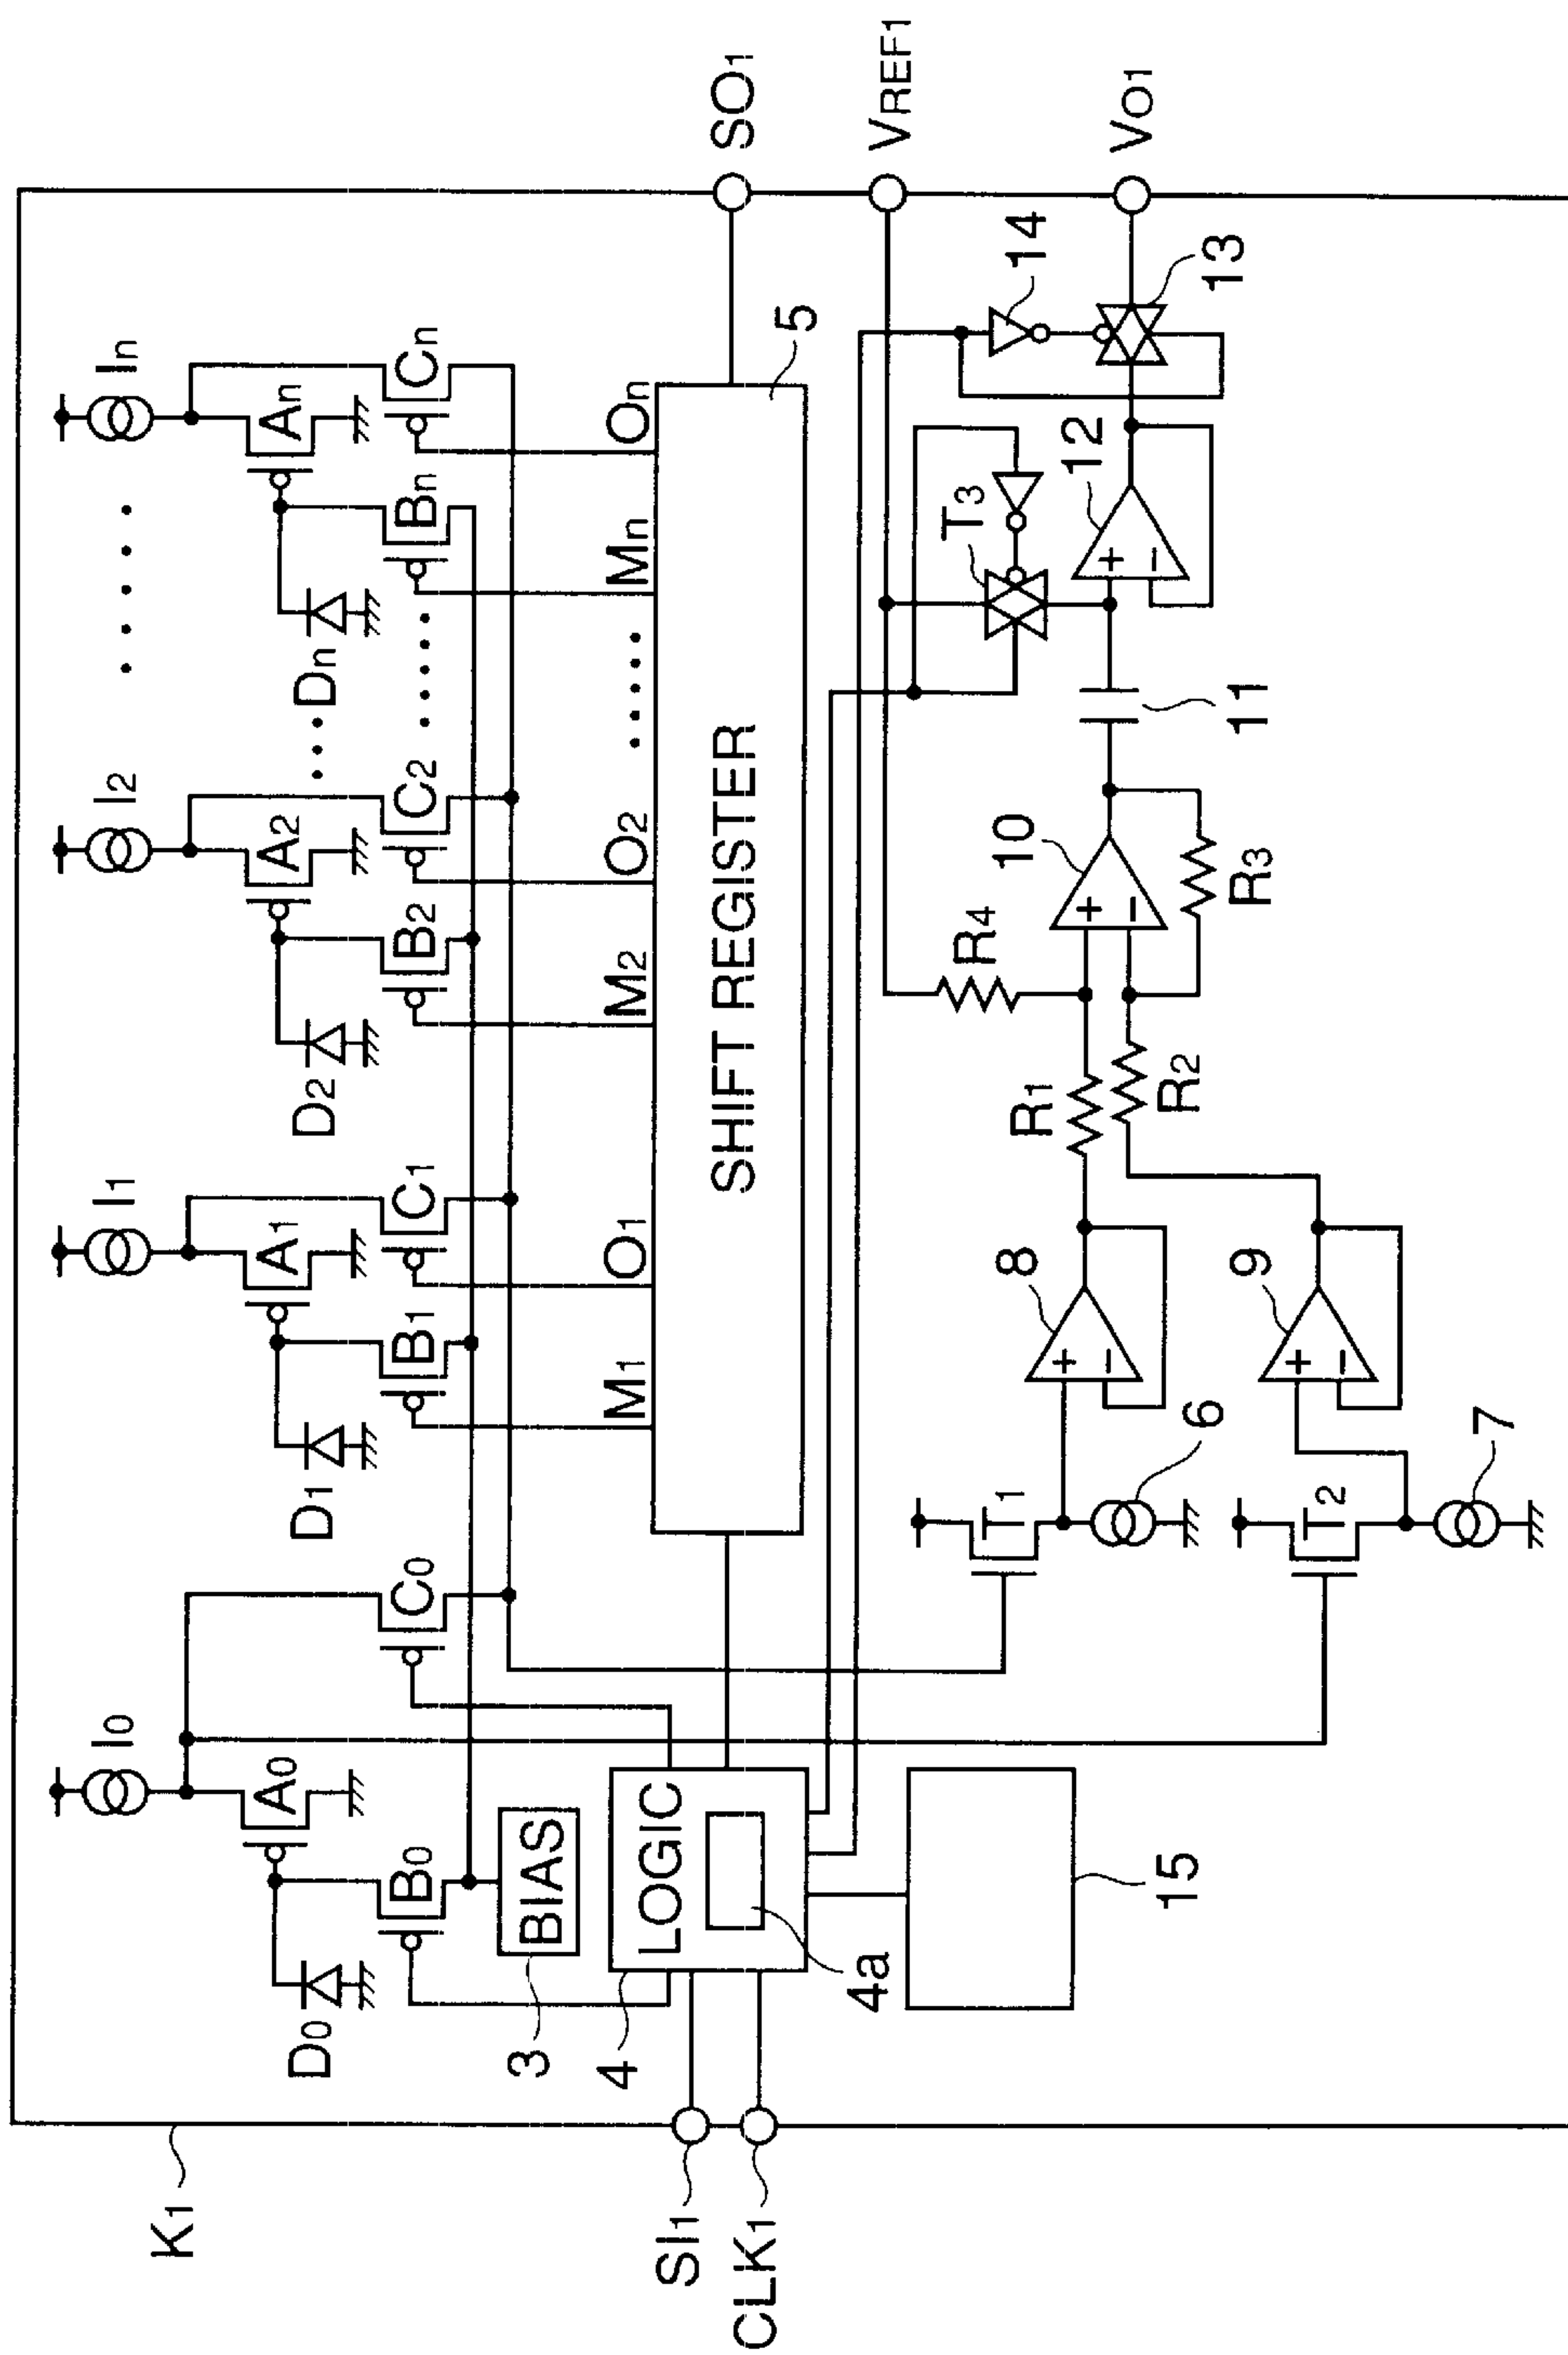 K1
I0
I1
I2
In
A0
A1
A2
An
D0
D1
D2
Dn
B0
C0
B1
C1
B2
C2
Bn
Cn
3
BIAS
4
LOGIC
4a
M1
O1
M2
O2
Mn
On
SHIFT REGISTER
5
SI1
CLK1
SO1
VREF1
VO1
15
T1
6
T2
7
8
+
−
9
+
−
R1
R2
R4
10
+
−
R3
11
T3
12
+
−
14
13